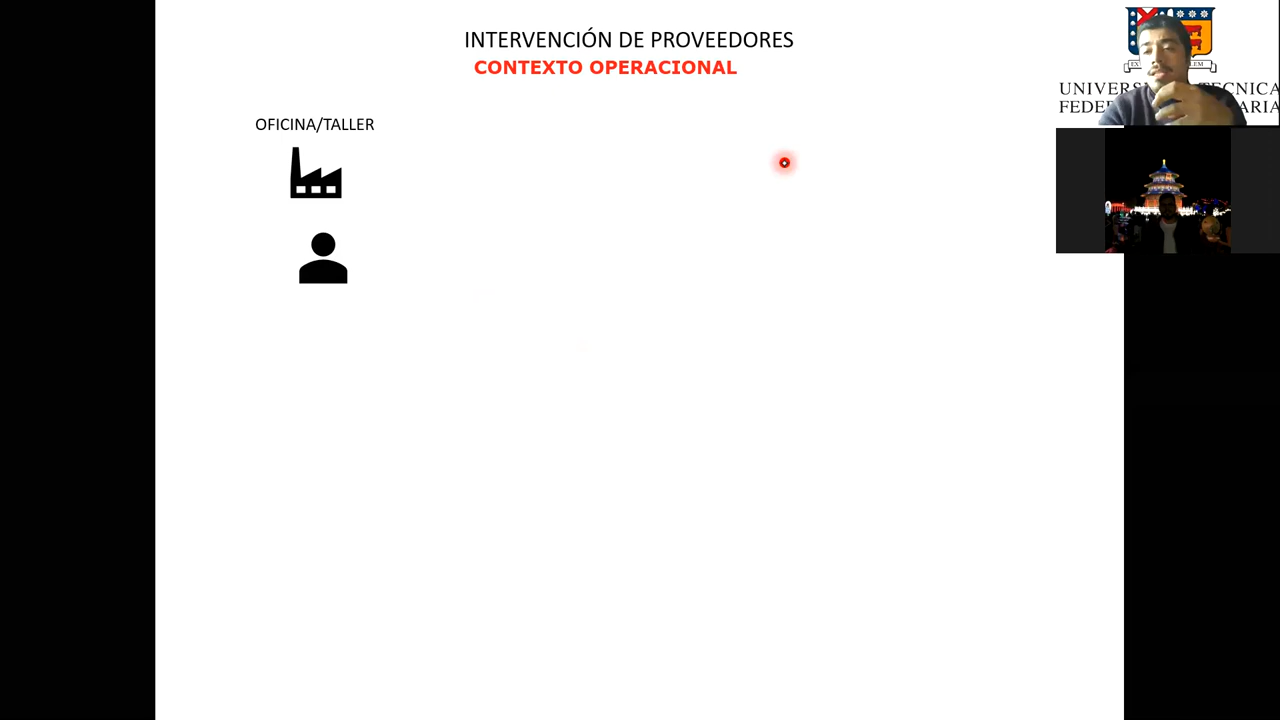 INTERVENCIÓN DE PROVEEDORES
CONTEXTO OPERACIONAL
OFICINA/TALLER